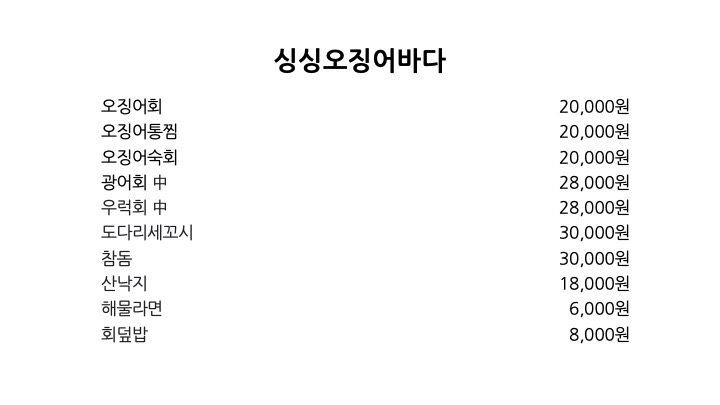 싱싱오징어바다
오징어회 20,000원
오징어통찜 20,000원
오징어숙회 20,000원
광어회 中 28,000원
우럭회 中 28,000원
도다리세꼬시 30,000원
참돔 30,000원
산낙지 18,000원
해물라면 6,000원
회덮밥 8,000원